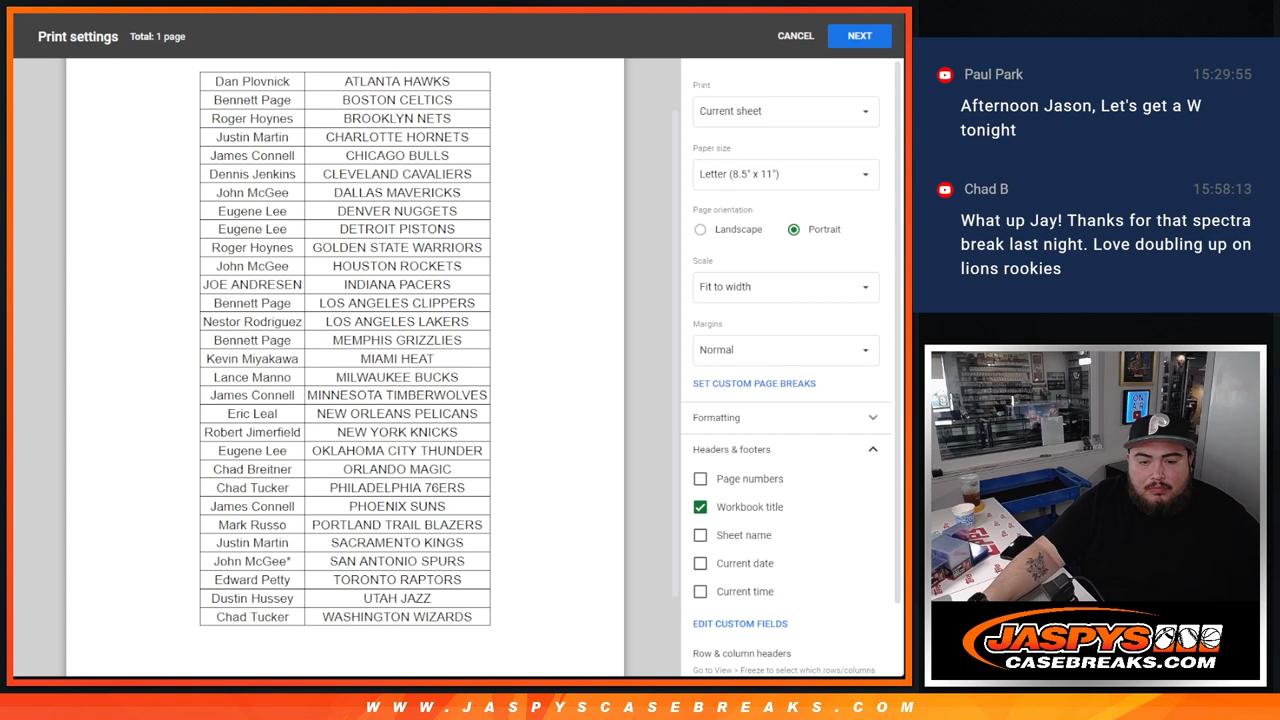 Print settings Total: 1 page CANCEL NEXT
Dan Plovnick ATLANTA HAWKS
Bennett Page BOSTON CELTICS
Roger Hoynes BROOKLYN NETS
Justin Martin CHARLOTTE HORNETS
James Connell CHICAGO BULLS
Dennis Jenkins CLEVELAND CAVALIERS
John McGee DALLAS MAVERICKS
Eugene Lee DENVER NUGGETS
Eugene Lee DETROIT PISTONS
Roger Hoynes GOLDEN STATE WARRIORS
John McGee HOUSTON ROCKETS
JOE ANDRESEN INDIANA PACERS
Bennett Page LOS ANGELES CLIPPERS
Nestor Rodriguez LOS ANGELES LAKERS
Bennett Page MEMPHIS GRIZZLIES
Kevin Miyakawa MIAMI HEAT
Lance Manno MILWAUKEE BUCKS
James Connell MINNESOTA TIMBERWOLVES
Eric Leal NEW ORLEANS PELICANS
Robert Jimerfield NEW YORK KNICKS
Eugene Lee OKLAHOMA CITY THUNDER
Chad Breitner ORLANDO MAGIC
Chad Tucker PHILADELPHIA 76ERS
James Connell PHOENIX SUNS
Mark Russo PORTLAND TRAIL BLAZERS
Justin Martin SACRAMENTO KINGS
John McGee* SAN ANTONIO SPURS
Edward Petty TORONTO RAPTORS
Dustin Hussey UTAH JAZZ
Chad Tucker WASHINGTON WIZARDS
Print
Current sheet
Paper size
Letter (8.5" x 11")
Page orientation
Landscape Portrait
Scale
Fit to width
Margins
Normal
SET CUSTOM PAGE BREAKS
Formatting
Headers & footers
Page numbers
Workbook title
Sheet name
Current date
Current time
EDIT CUSTOM FIELDS
Row & column headers
Go to View > Freeze to select which rows/columns
Paul Park 15:29:55
Afternoon Jason, Let's get a W
tonight
Chad B 15:58:13
What up Jay! Thanks for that spectra
break last night. Love doubling up on
lions rookies
ON
AIR
JASPYS
CASEBREAKS.COM
WWW.JASPYSCASEBREAKS.COM